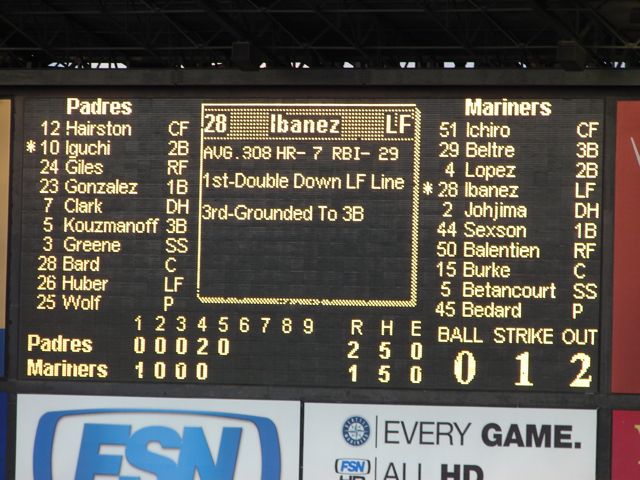 Padres
12 Hairston CF
*10 Iguchi 2B
24 Giles RF
23 Gonzalez 1B
7 Clark DH
5 Kouzmanoff 3B
3 Greene SS
28 Bard C
26 Huber LF
25 Wolf P
28 Ibanez LF
AVG.308 HR- 7 RBI- 29
1st-Double Down LF Line
3rd-Grounded To 3B
Mariners
51 Ichiro CF
29 Beltre 3B
4 Lopez 2B
*28 Ibanez LF
2 Johjima DH
44 Sexson 1B
50 Balentien RF
15 Burke C
5 Betancourt SS
45 Bedard P
1 2 3 4 5 6 7 8 9 R H E
Padres 0 0 0 2 0 2 5 0
Mariners 1 0 0 0 1 5 0
BALL STRIKE OUT
0 1 2
FSN
EVERY GAME.
FSN HD ALL HD